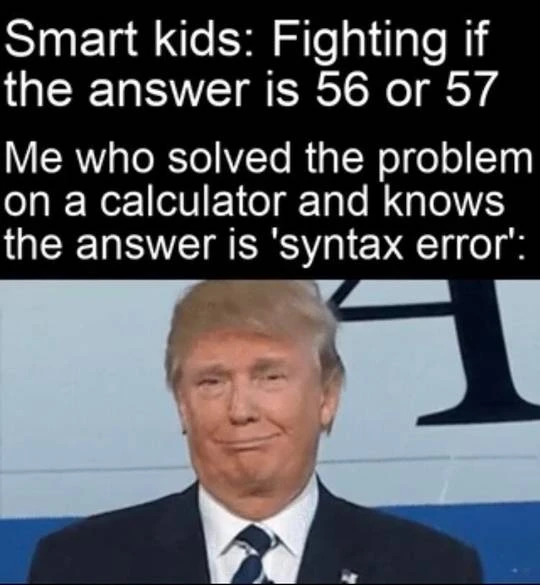 Smart kids: Fighting if
the answer is 56 or 57
Me who solved the problem
on a calculator and knows
the answer is 'syntax error':
A